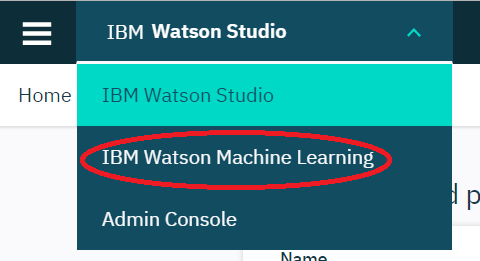 IBM Watson Studio
Home
IBM Watson Studio
IBM Watson Machine Learning
Admin Console
Name